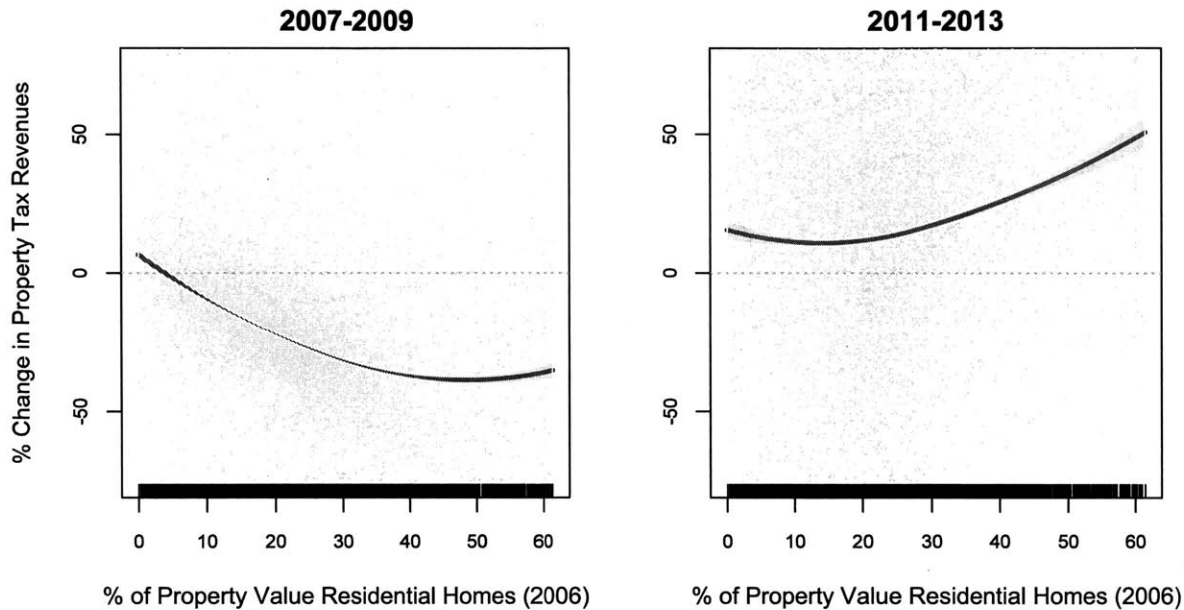 2007-2009
2011-2013
% Change in Property Tax Revenues
50
0
-50
0 10 20 30 40 50 60
50
0
-50
0 10 20 30 40 50 60
% of Property Value Residential Homes (2006)
% of Property Value Residential Homes (2006)